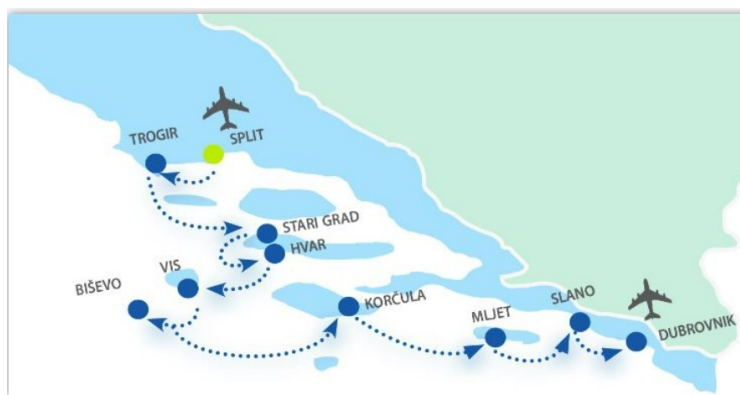 TROGIR
SPLIT
STARI GRAD
HVAR
VIS
BIŠEVO
KORČULA
MLJET
SLANO
DUBROVNIK